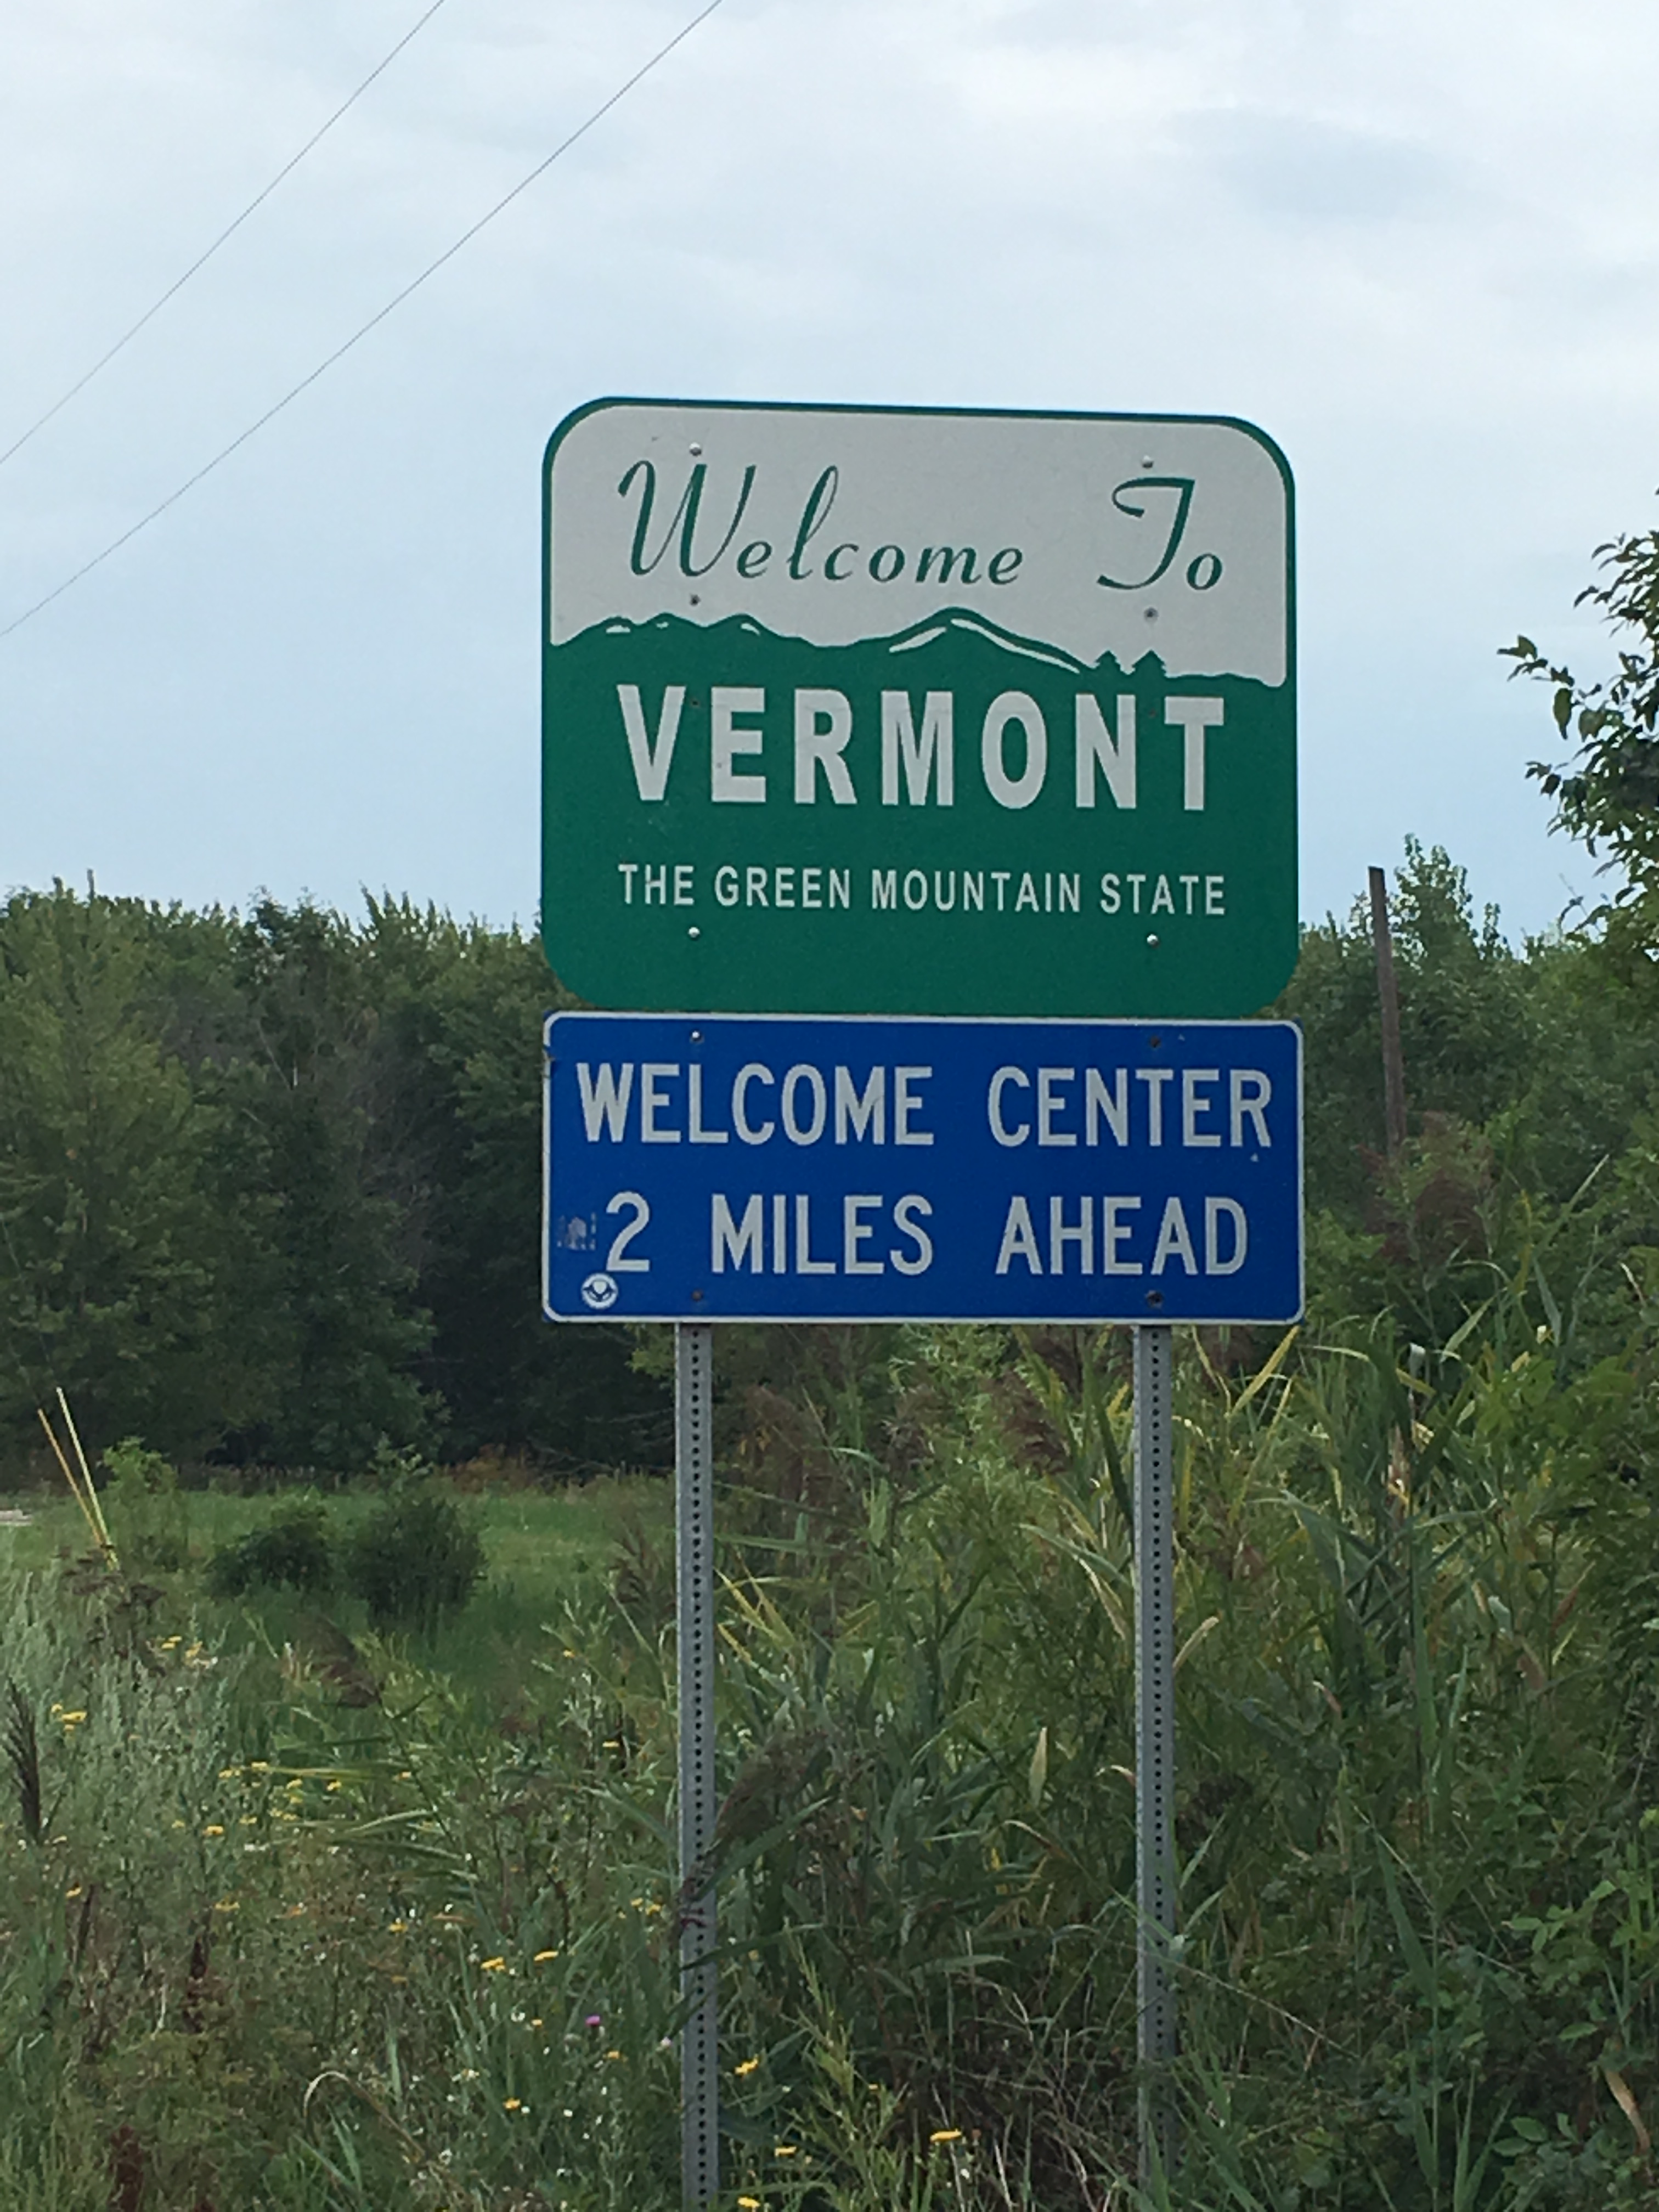 Welcome To
VERMONT
THE GREEN MOUNTAIN STATE
WELCOME CENTER
2 MILES AHEAD